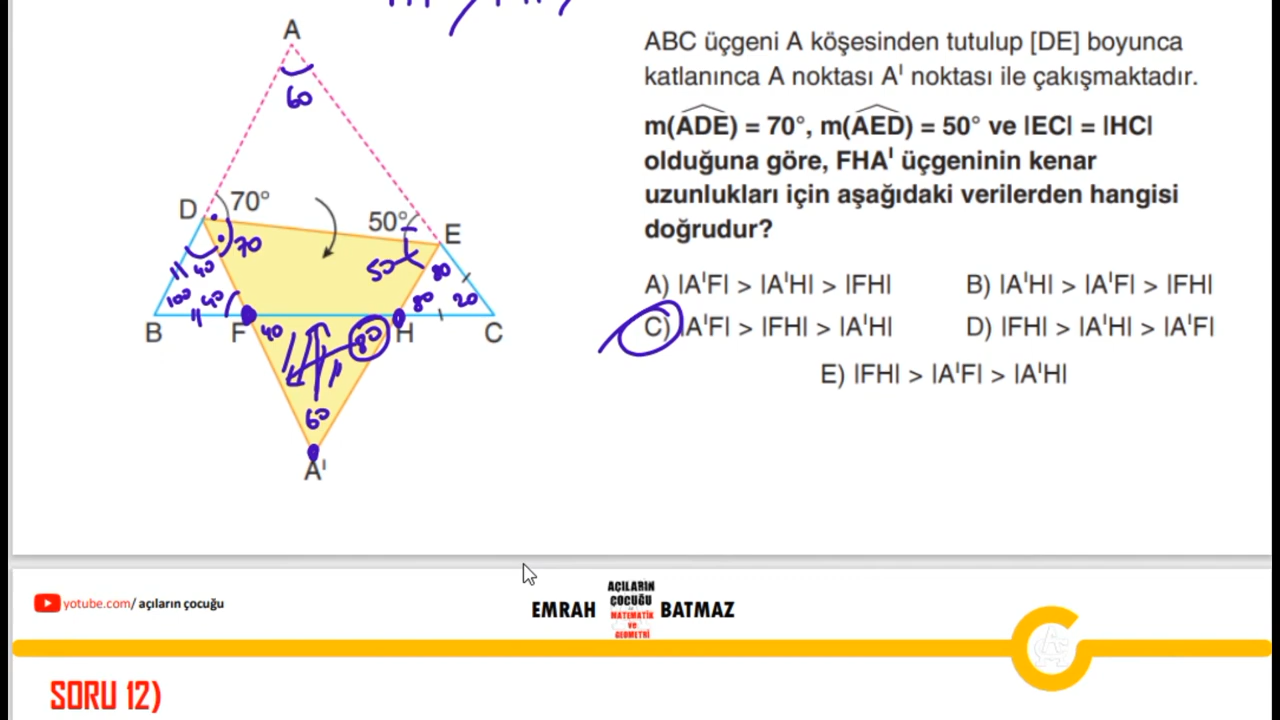 A
60
D
70°
50°
E
70
50
40
80
100
40
80
20
B
F
40
80
H
C
60
A'
ABC üçgeni A köşesinden tutulup [DE] boyunca
katlanınca A noktası A' noktası ile çakışmaktadır.
m(ADE) = 70°, m(AED) = 50° ve |EC| = |HC|
olduğuna göre, FHA' üçgeninin kenar
uzunlukları için aşağıdaki verilerden hangisi
doğrudur?
A) |A'F| > |A'H| > |FH| B) |A'H| > |A'F| > |FH|
C) |A'F| > |FH| > |A'H| D) |FH| > |A'H| > |A'F|
E) |FH| > |A'F| > |A'H|
yotube.com/ açıların çocuğu
EMRAH
AÇILARIN
ÇOCUĞU
MATEMATİK
ve
GEOMETRİ
BATMAZ
SORU 12)